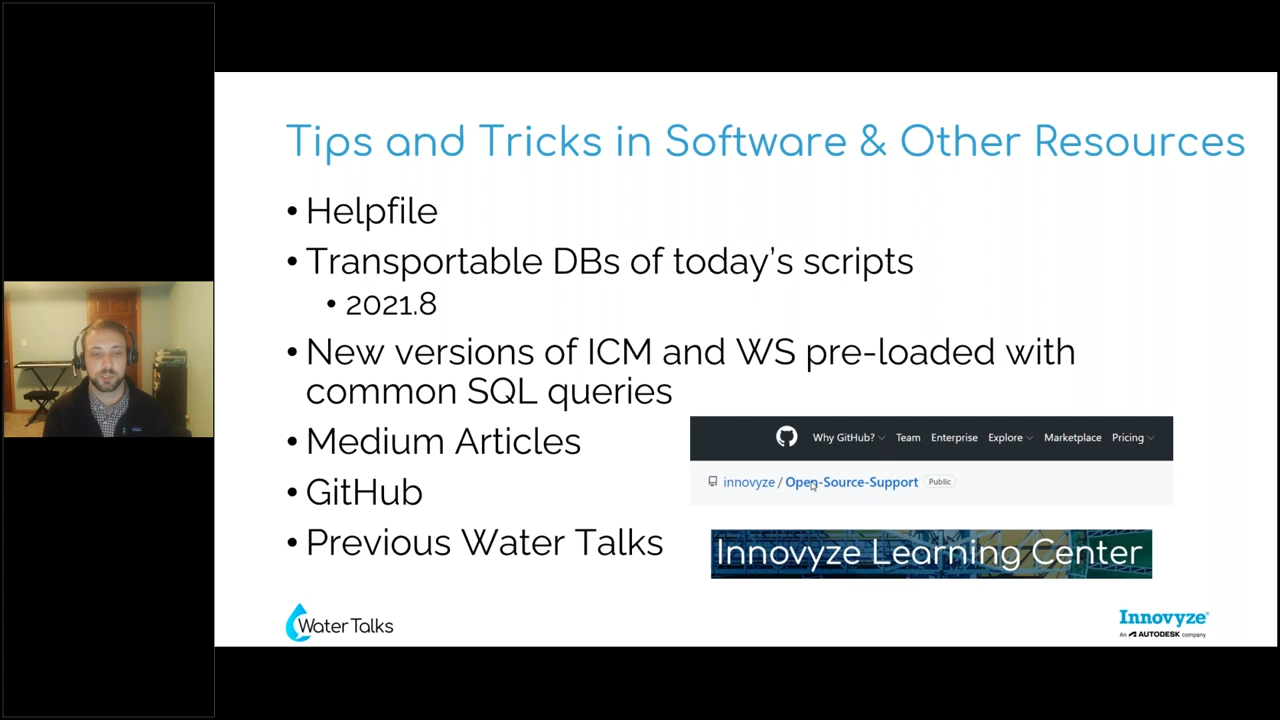 Tips and Tricks in Software & Other Resources
• Helpfile
• Transportable DBs of today's scripts
• 2021.8
• New versions of ICM and WS pre-loaded with
common SQL queries
• Medium Articles
• GitHub
• Previous Water Talks
Why GitHub? Team Enterprise Explore Marketplace Pricing
innovyze / Open-Source-Support Public
Innovyze Learning Center
Water Talks
Innovyze®
An AUTODESK company